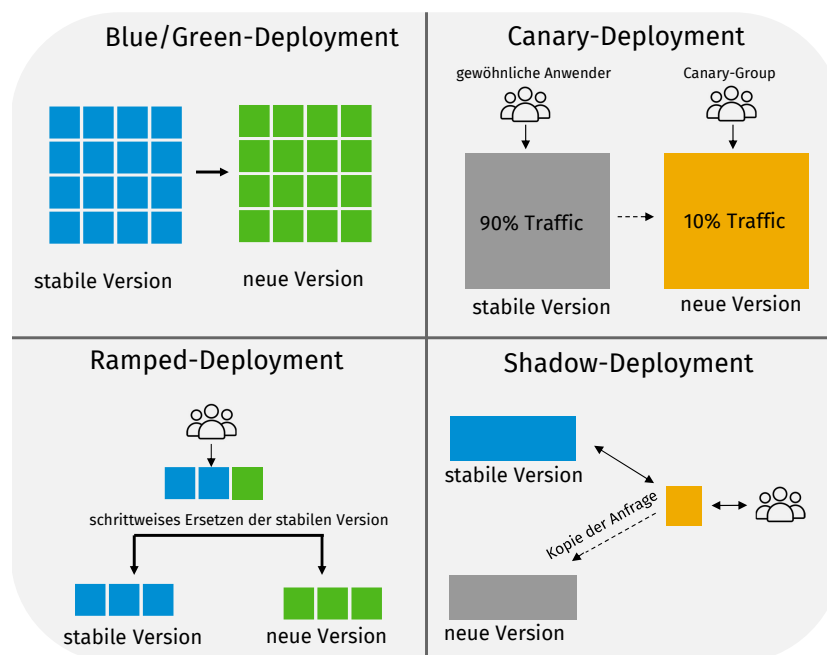 Blue/Green-Deployment
stabile Version
neue Version
Canary-Deployment
gewöhnliche Anwender
Canary-Group
90% Traffic
10% Traffic
stabile Version
neue Version
Ramped-Deployment
schrittweises Ersetzen der stabilen Version
stabile Version
neue Version
Shadow-Deployment
stabile Version
Kopie der Anfrage
neue Version